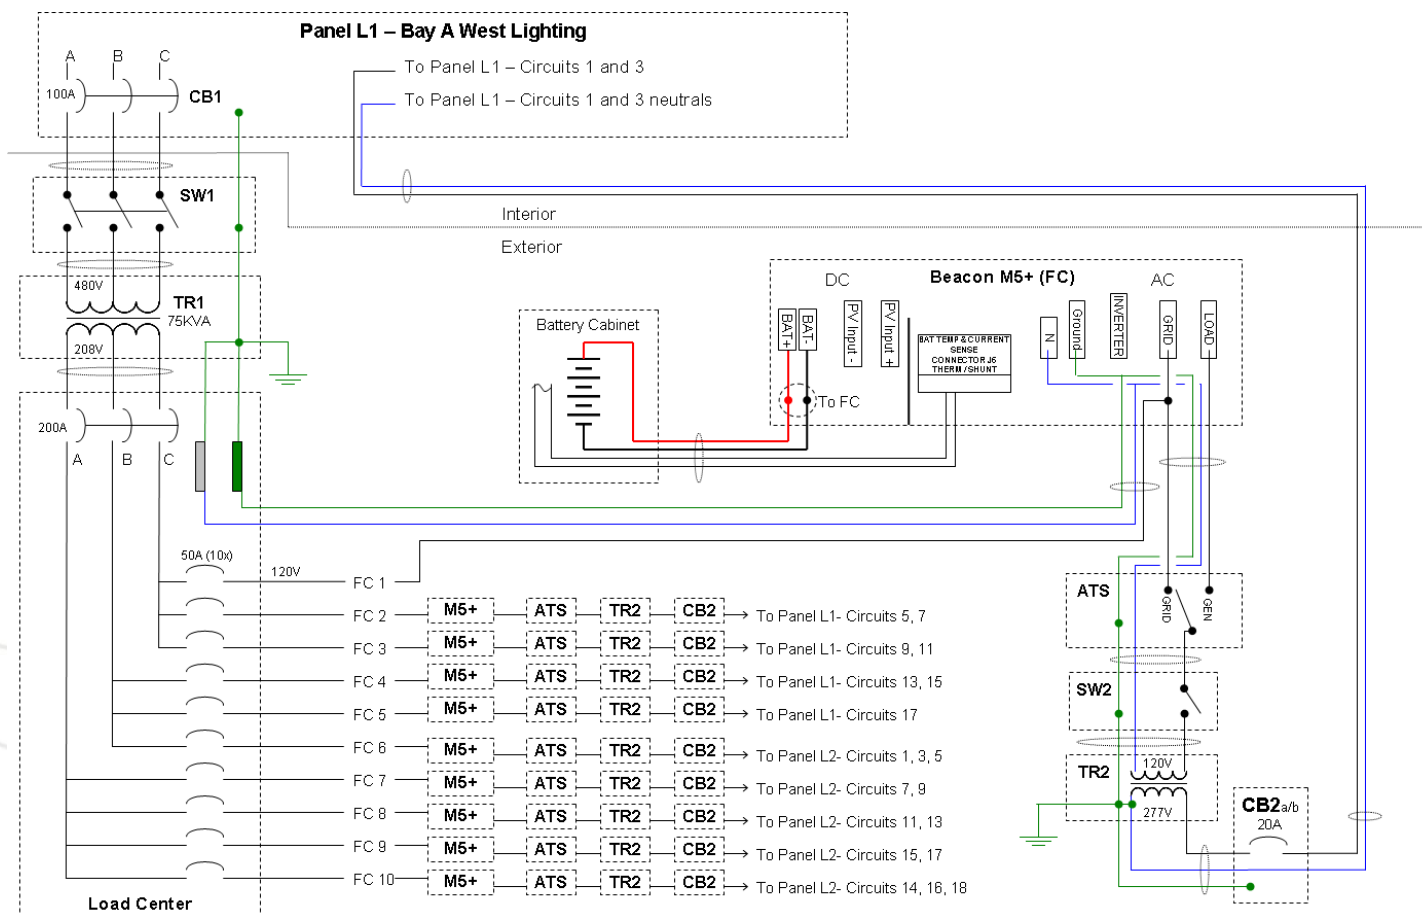 Panel L1 – Bay A West Lighting
A B C
To Panel L1 – Circuits 1 and 3
100A
CB1
To Panel L1 – Circuits 1 and 3 neutrals
SW1
Interior
Exterior
480V
TR1
75KVA
208V
200A
A B C
Battery Cabinet
DC
Beacon M5+ (FC)
AC
BAT+
BAT-
PV Input -
PV Input +
BAT TEMP & CURRENT
SENSE
CONNECTOR J6
THERM / SHUNT
N
Ground
INVERTER
GRID
LOAD
To FC
50A (10x)
120V
FC 1
FC 2 M5+ ATS TR2 CB2 To Panel L1- Circuits 5, 7
FC 3 M5+ ATS TR2 CB2 To Panel L1- Circuits 9, 11
FC 4 M5+ ATS TR2 CB2 To Panel L1- Circuits 13, 15
FC 5 M5+ ATS TR2 CB2 To Panel L1- Circuits 17
FC 6 M5+ ATS TR2 CB2 To Panel L2- Circuits 1, 3, 5
FC 7 M5+ ATS TR2 CB2 To Panel L2- Circuits 7, 9
FC 8 M5+ ATS TR2 CB2 To Panel L2- Circuits 11, 13
FC 9 M5+ ATS TR2 CB2 To Panel L2- Circuits 15, 17
FC 10 M5+ ATS TR2 CB2 To Panel L2- Circuits 14, 16, 18
Load Center
ATS
GRID
GEN
SW2
TR2
120V
277V
CB2a/b
20A